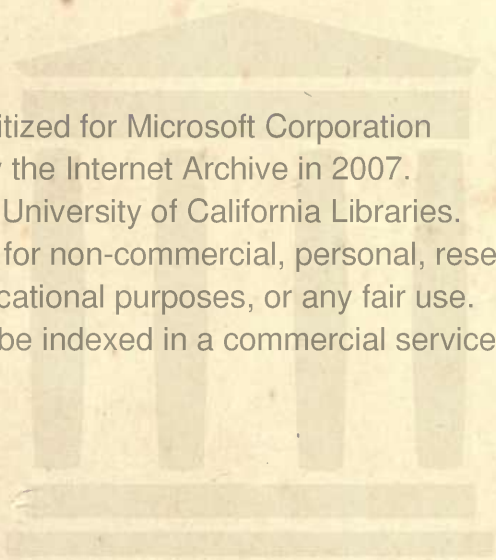 itized for Microsoft Corporation
the Internet Archive in 2007.
University of California Libraries.
for non-commercial, personal, rese
cational purposes, or any fair use.
be indexed in a commercial service